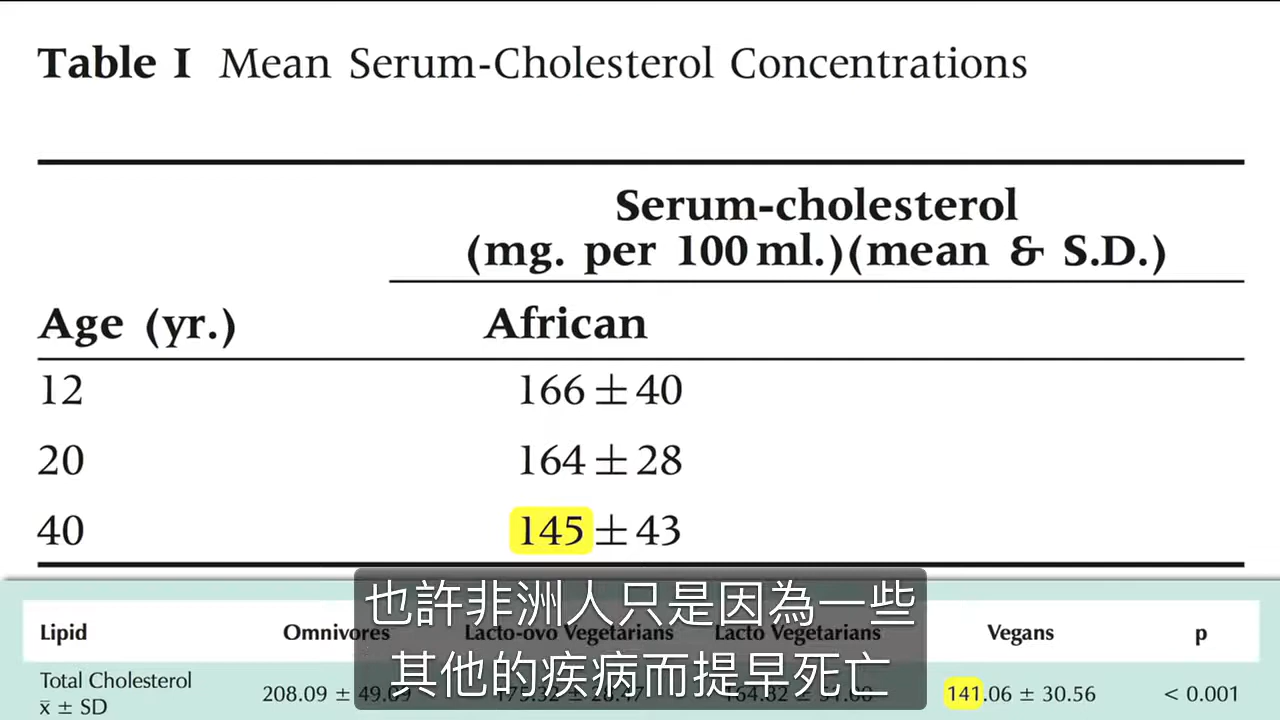 Table I Mean Serum-Cholesterol Concentrations
Serum-cholesterol
(mg. per 100 ml.)(mean & S.D.)
Age (yr.) African
12 166 ± 40
20 164 ± 28
40 145 ± 43
也許非洲人只是因為一些
其他的疾病而提早死亡
Lipid Omnivores Lacto-ovo Vegetarians Lacto Vegetarians Vegans p
Total Cholesterol
x̄ ± SD 208.09 ± 49.09 141.06 ± 30.56 < 0.001